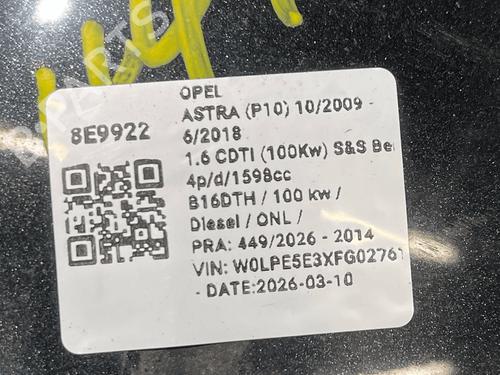 8E9922
OPEL
ASTRA (P10) 10/2009 -
6/2018
1.6 CDTI (100Kw) S&S Be
4p/d/1598cc
B16DTH / 100 kw /
Diesel / ONL /
PRA: 449/2026 - 2014
VIN: W0LPE5E3XFG02761
- DATE:2026-03-10